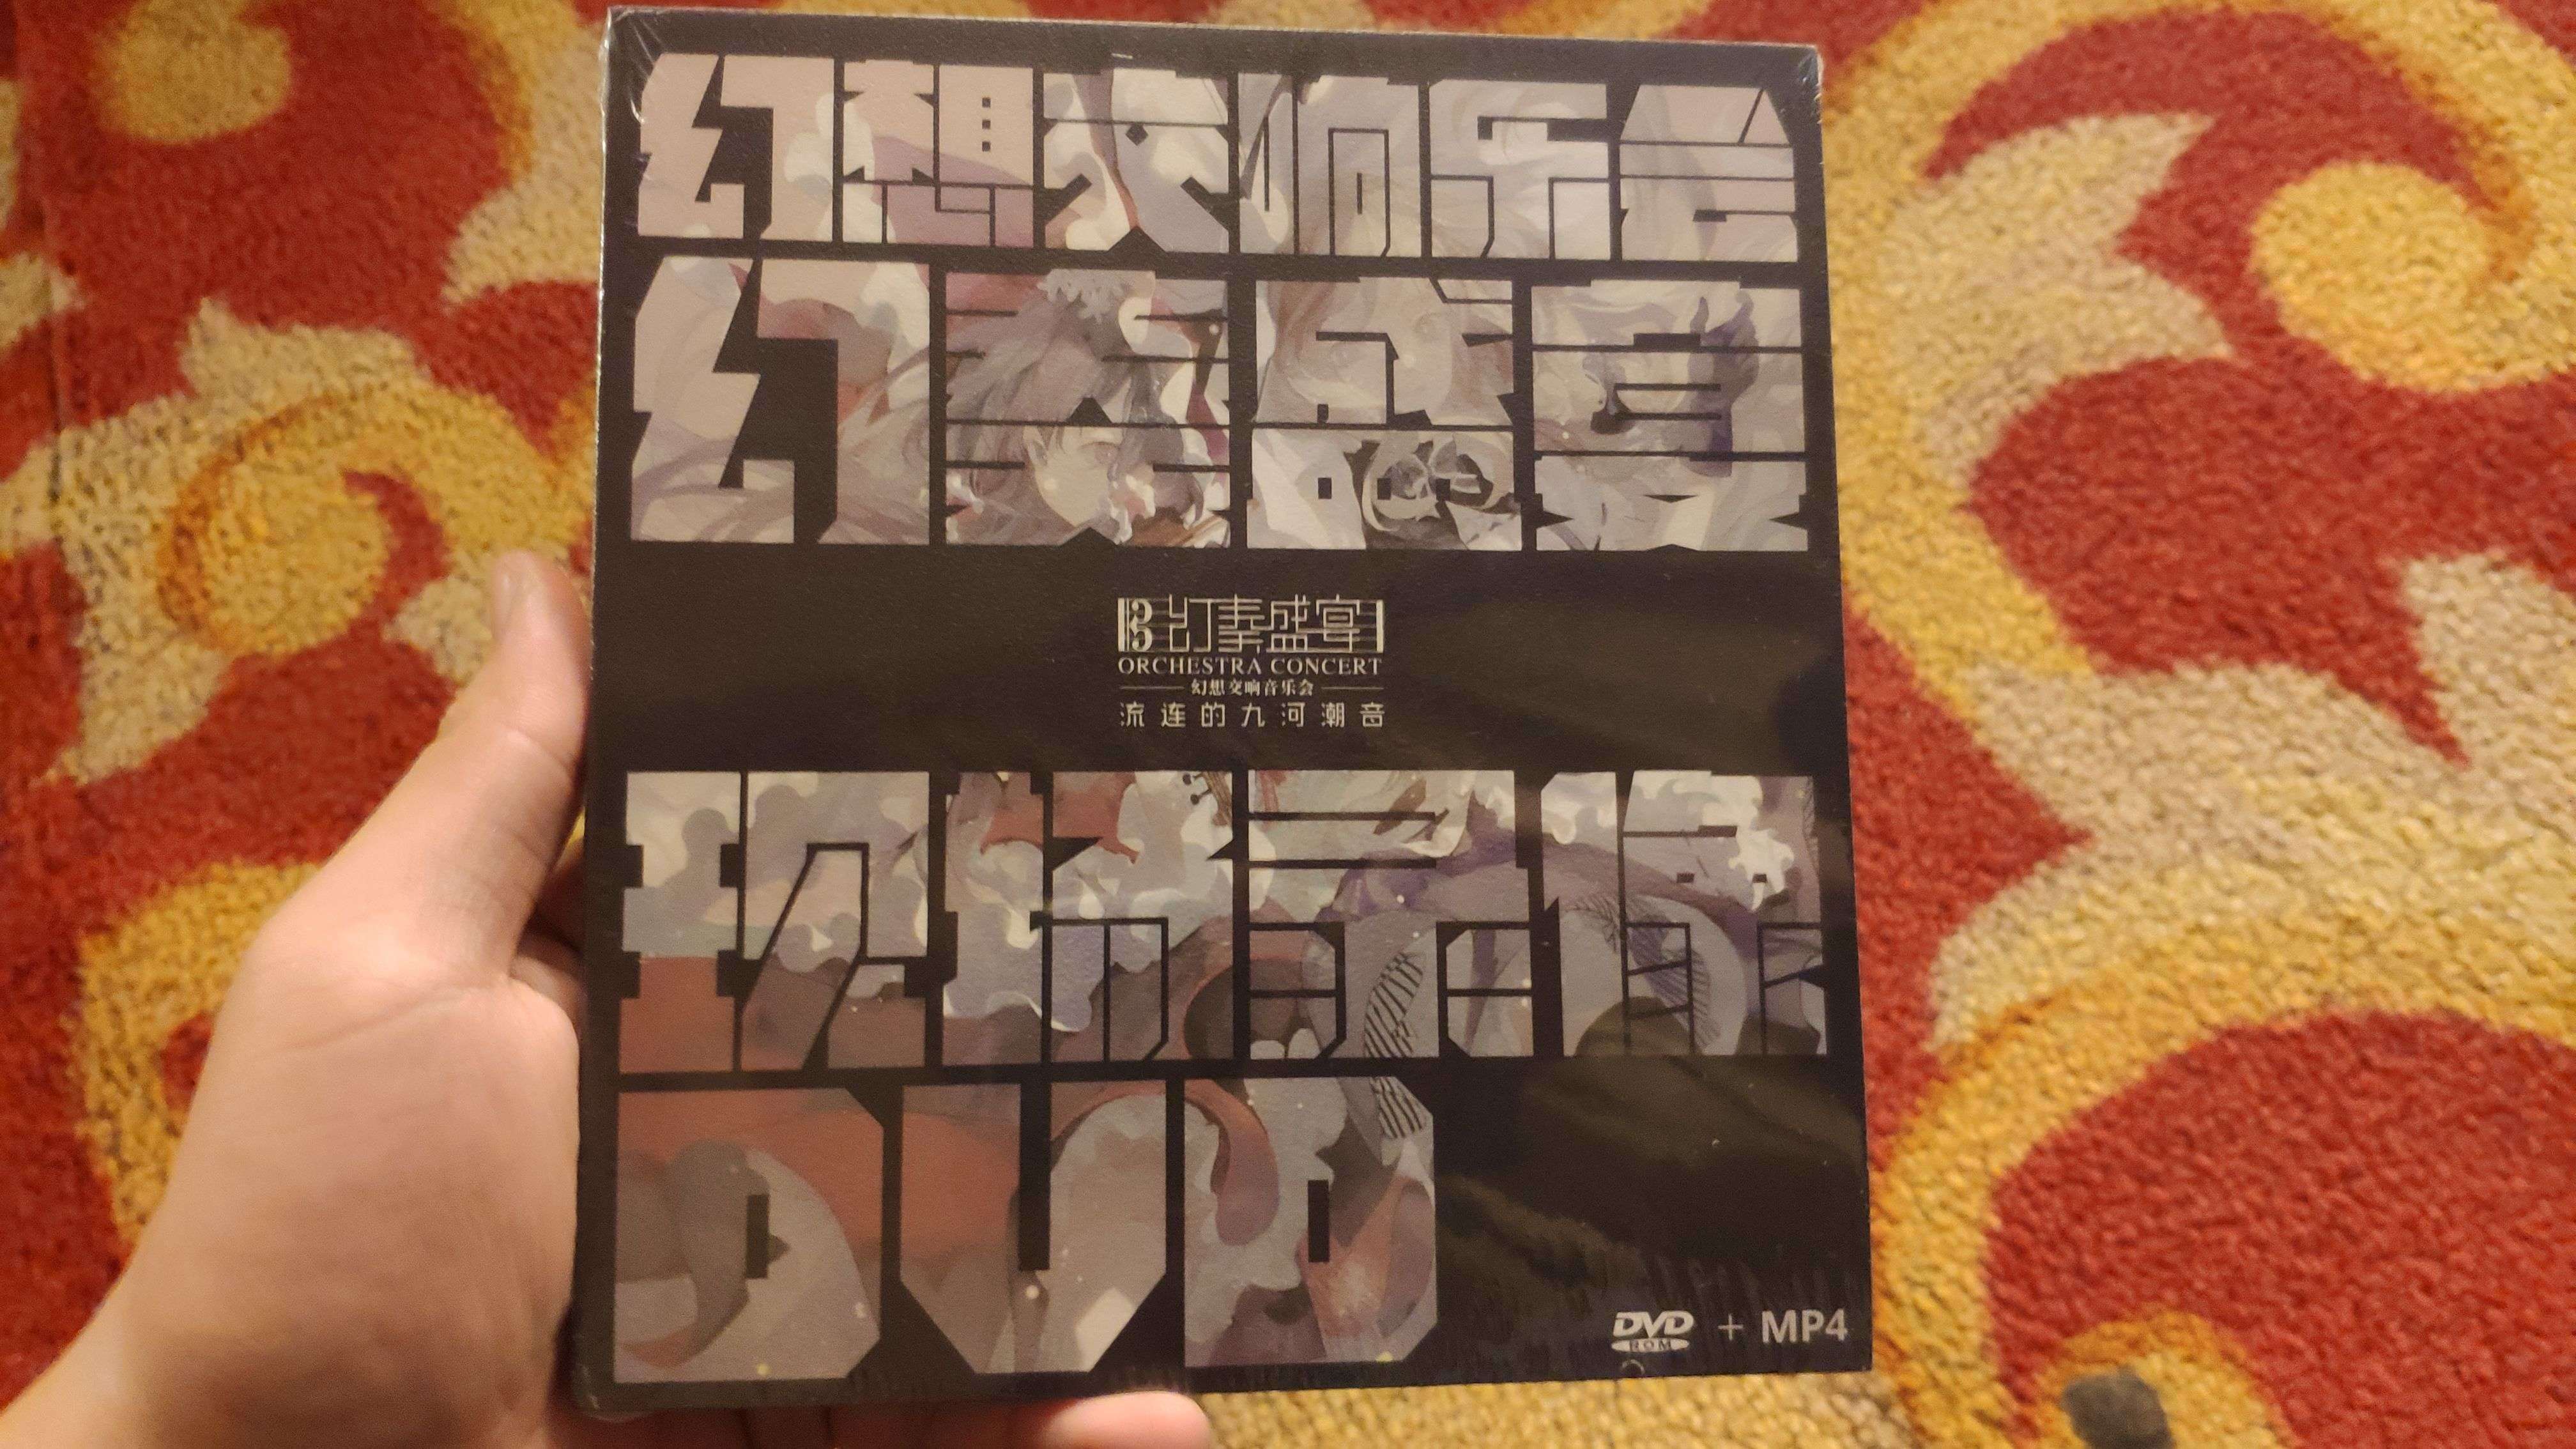 幻想交响乐会
幻奏盛宴
幻奏盛宴
ORCHESTRA CONCERT
幻想交响音乐会
流连的九河潮音
现场录像
DVD
DVD ROM + MP4